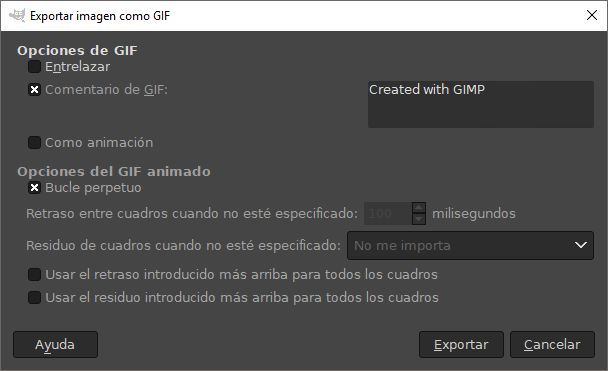 Exportar imagen como GIF
Opciones de GIF
Entrelazar
Comentario de GIF:
Created with GIMP
Como animación
Opciones del GIF animado
Bucle perpetuo
Retraso entre cuadros cuando no esté especificado: 100 milisegundos
Residuo de cuadros cuando no esté especificado: No me importa
Usar el retraso introducido más arriba para todos los cuadros
Usar el residuo introducido más arriba para todos los cuadros
Ayuda Exportar Cancelar